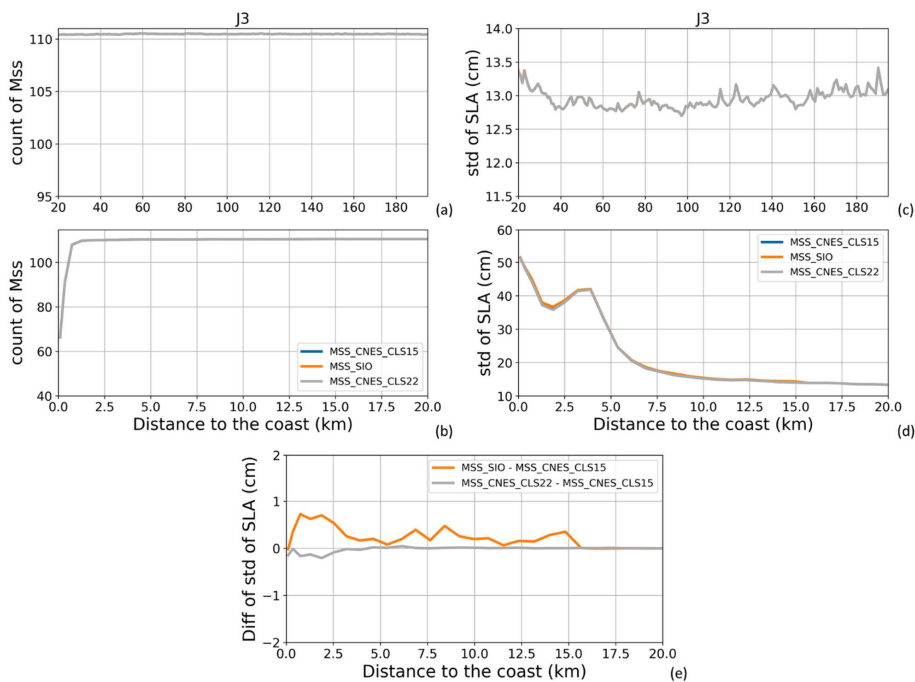 J3
count of Mss
110
105
100
95
20 40 60 80 100 120 140 160 180
(a)
J3
std of SLA (cm)
14.0
13.5
13.0
12.5
12.0
11.5
20 40 60 80 100 120 140 160 180
(c)
count of Mss
100
80
60
40
MSS_CNES_CLS15
MSS_SIO
MSS_CNES_CLS22
0.0 2.5 5.0 7.5 10.0 12.5 15.0 17.5 20.0
Distance to the coast (km)
(b)
std of SLA (cm)
60
50
40
30
20
10
MSS_CNES_CLS15
MSS_SIO
MSS_CNES_CLS22
0.0 2.5 5.0 7.5 10.0 12.5 15.0 17.5 20.0
Distance to the coast (km)
(d)
Diff of std of SLA (cm)
2
1
0
−1
−2
MSS_SIO - MSS_CNES_CLS15
MSS_CNES_CLS22 - MSS_CNES_CLS15
0.0 2.5 5.0 7.5 10.0 12.5 15.0 17.5 20.0
Distance to the coast (km)
(e)